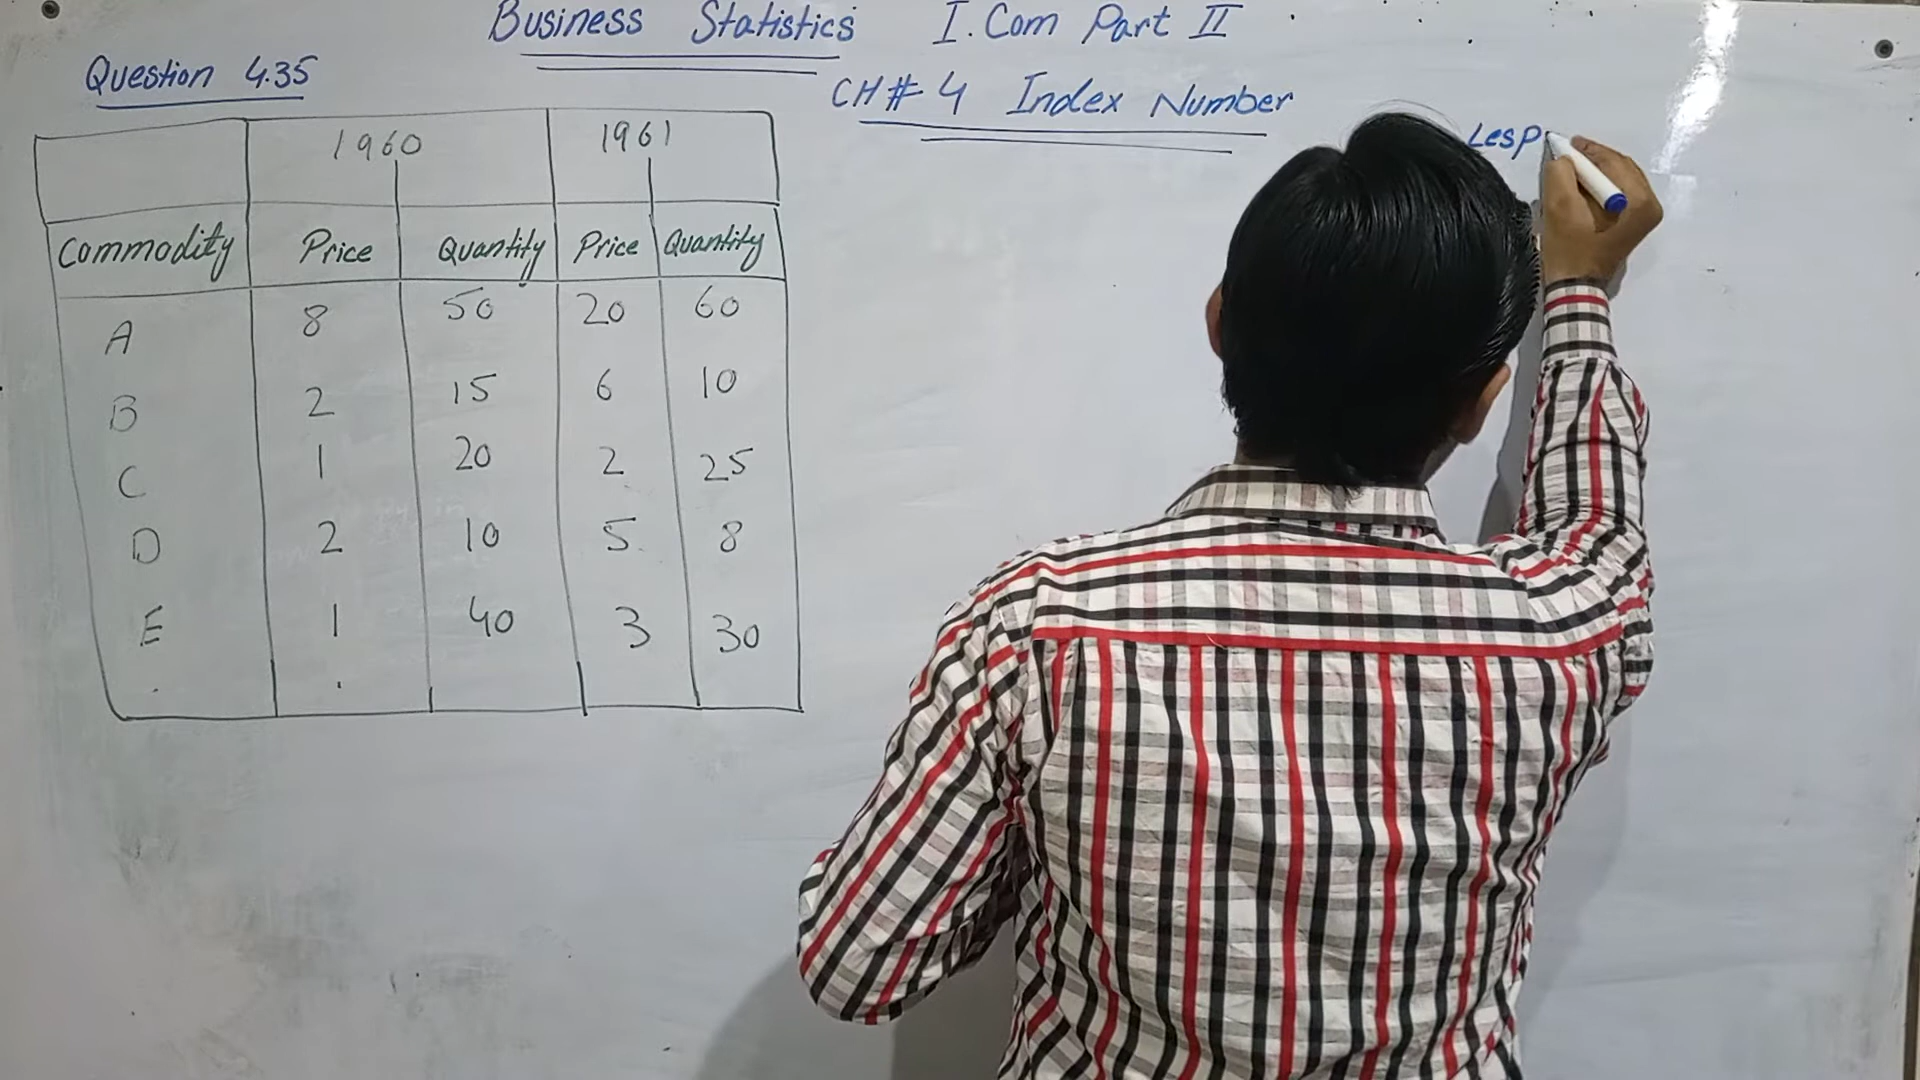 Business Statistics I. Com Part II
Question 4.35
CH# 4 Index Number
Lesp
1960 1961
Commodity Price Quantity Price Quantity
A 8 50 20 60
B 2 15 6 10
C 1 20 2 25
D 2 10 5 8
E 1 40 3 30